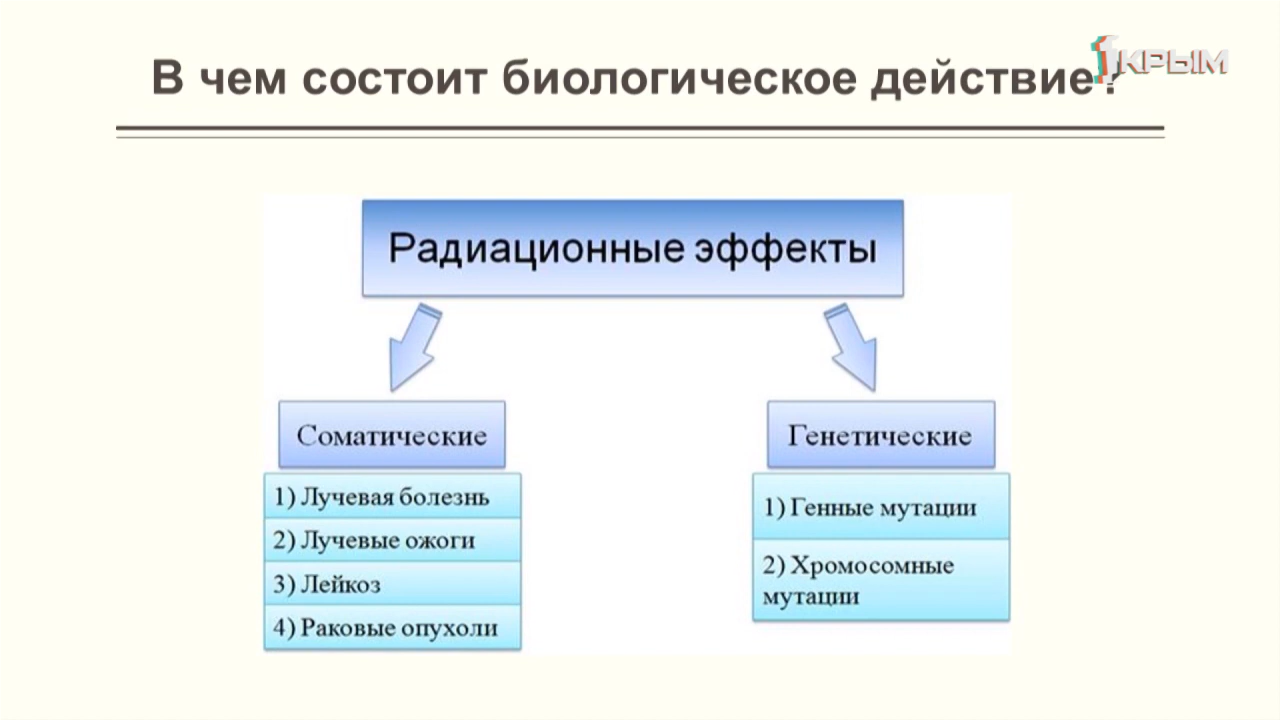 В чем состоит биологическое действие?
1КРЫМ
Радиационные эффекты
Соматические
1) Лучевая болезнь
2) Лучевые ожоги
3) Лейкоз
4) Раковые опухоли
Генетические
1) Генные мутации
2) Хромосомные
мутации